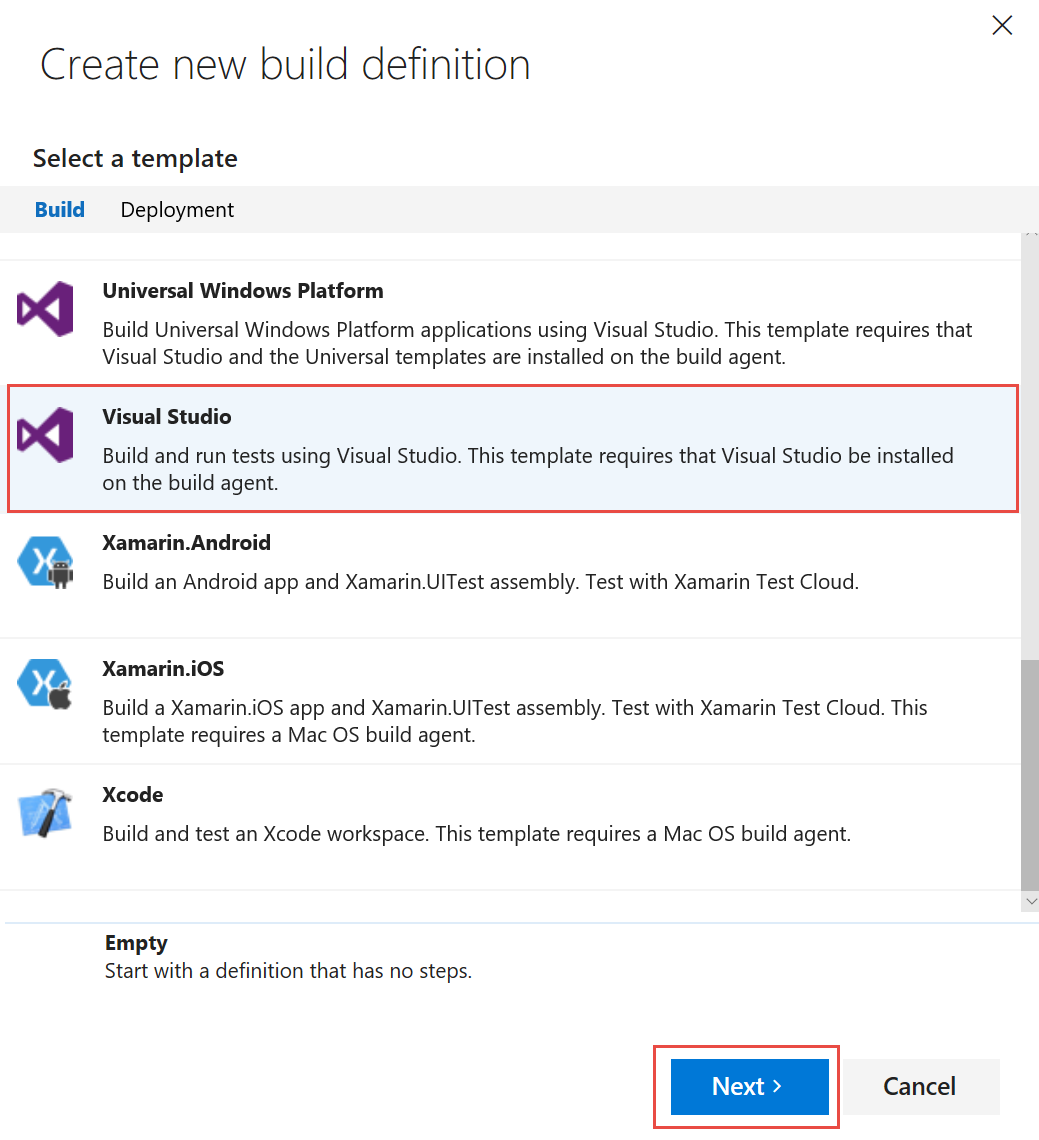 Create new build definition
Select a template
Build Deployment
Universal Windows Platform
Build Universal Windows Platform applications using Visual Studio. This template requires that
Visual Studio and the Universal templates are installed on the build agent.
Visual Studio
Build and run tests using Visual Studio. This template requires that Visual Studio be installed
on the build agent.
Xamarin.Android
Build an Android app and Xamarin.UITest assembly. Test with Xamarin Test Cloud.
Xamarin.iOS
Build a Xamarin.iOS app and Xamarin.UITest assembly. Test with Xamarin Test Cloud. This
template requires a Mac OS build agent.
Xcode
Build and test an Xcode workspace. This template requires a Mac OS build agent.
Empty
Start with a definition that has no steps.
Next > Cancel